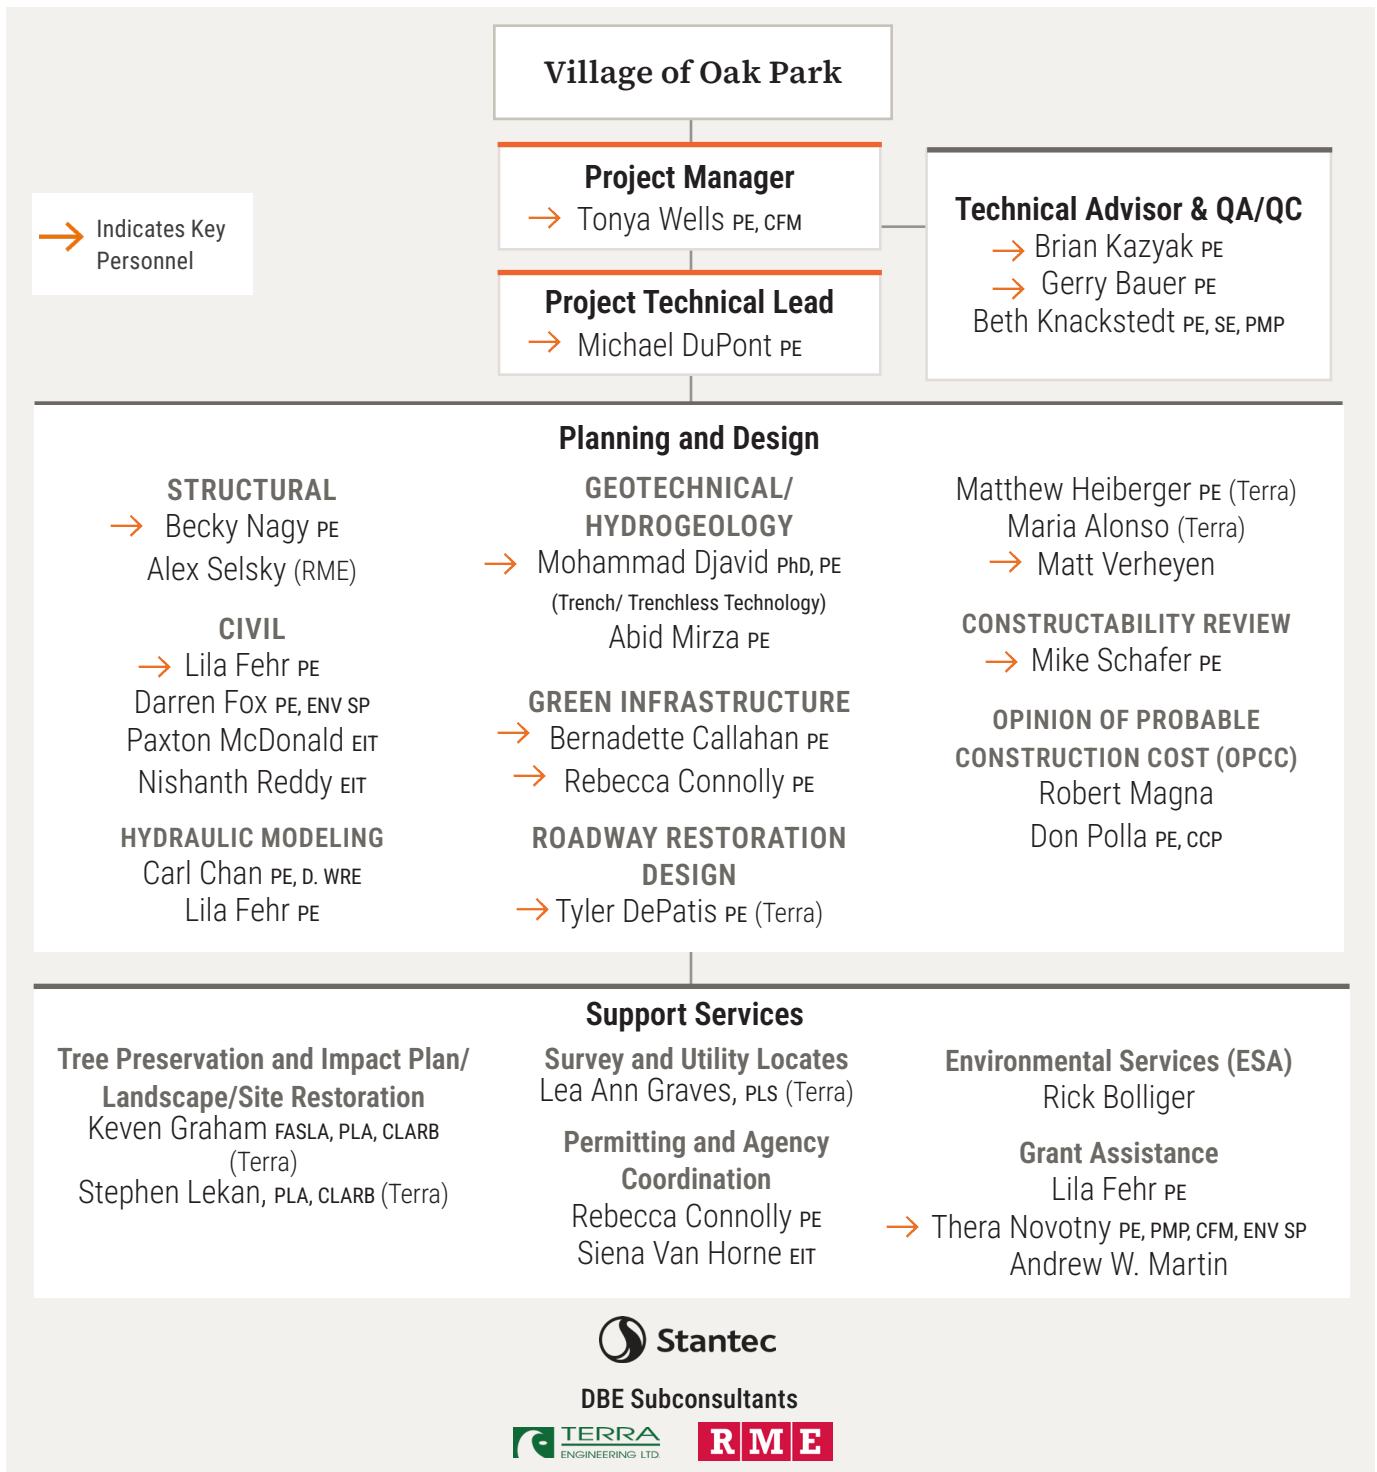 Village of Oak Park
Indicates Key
Personnel
Project Manager
Tonya Wells PE, CFM
Technical Advisor & QA/QC
Brian Kazyak PE
Gerry Bauer PE
Beth Knackstedt PE, SE, PMP
Project Technical Lead
Michael DuPont PE
Planning and Design
STRUCTURAL
Becky Nagy PE
Alex Selsky (RME)
CIVIL
Lila Fehr PE
Darren Fox PE, ENV SP
Paxton McDonald EIT
Nishanth Reddy EIT
HYDRAULIC MODELING
Carl Chan PE, D. WRE
Lila Fehr PE
GEOTECHNICAL/
HYDROGEOLOGY
Mohammad Djavid PhD, PE
(Trench/ Trenchless Technology)
Abid Mirza PE
GREEN INFRASTRUCTURE
Bernadette Callahan PE
Rebecca Connolly PE
ROADWAY RESTORATION
DESIGN
Tyler DePatis PE (Terra)
Matthew Heiberger PE (Terra)
Maria Alonso (Terra)
Matt Verheyen
CONSTRUCTABILITY REVIEW
Mike Schafer PE
OPINION OF PROBABLE
CONSTRUCTION COST (OPCC)
Robert Magna
Don Polla PE, CCP
Support Services
Tree Preservation and Impact Plan/
Landscape/Site Restoration
Keven Graham FASLA, PLA, CLARB
(Terra)
Stephen Lekan, PLA, CLARB (Terra)
Survey and Utility Locates
Lea Ann Graves, PLS (Terra)
Permitting and Agency
Coordination
Rebecca Connolly PE
Siena Van Horne EIT
Environmental Services (ESA)
Rick Bolliger
Grant Assistance
Lila Fehr PE
Thera Novotny PE, PMP, CFM, ENV SP
Andrew W. Martin
Stantec
DBE Subconsultants
TERRA
ENGINEERING LTD.
RME